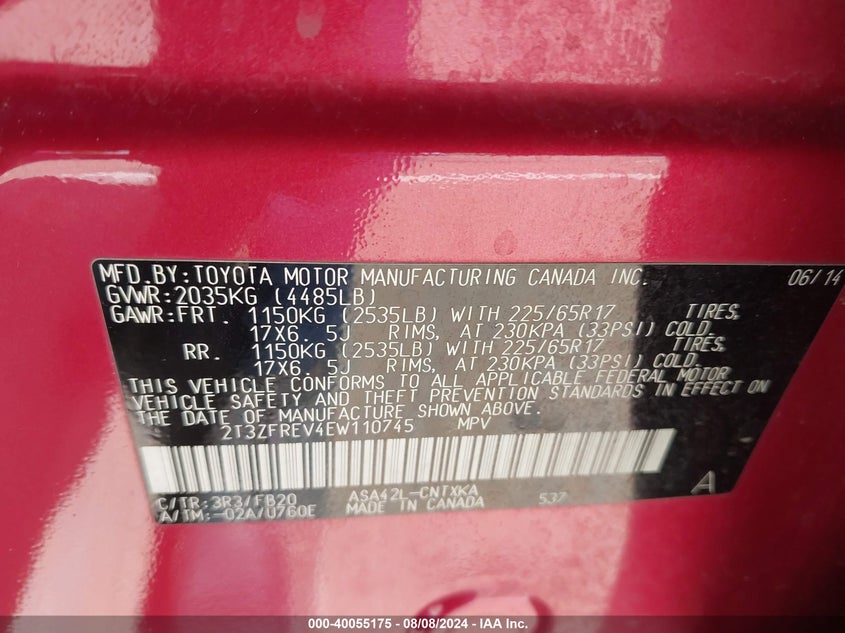 MFD.BY:TOYOTA MOTOR MANUFACTURING CANADA INC. 06/14
GVWR:2035KG (4485LB)
GAWR:FRT. 1150KG (2535LB) WITH 225/65R17 TIRES,
17X6. 5J RIMS, AT 230KPA (33PSI) COLD.
RR. 1150KG (2535LB) WITH 225/65R17 TIRES,
17X6. 5J RIMS, AT 230KPA (33PSI) COLD.
THIS VEHICLE CONFORMS TO ALL APPLICABLE FEDERAL MOTOR
VEHICLE SAFETY AND THEFT PREVENTION STANDARDS IN EFFECT ON
THE DATE OF MANUFACTURE SHOWN ABOVE.
2T3ZFREV4EW110745 MPV
A
C/TR:3R3/FB20 ASA42L-CNTXKA 537
A/TM:-02A/U760E MADE IN CANADA
000-40055175 - 08/08/2024 - IAA Inc.